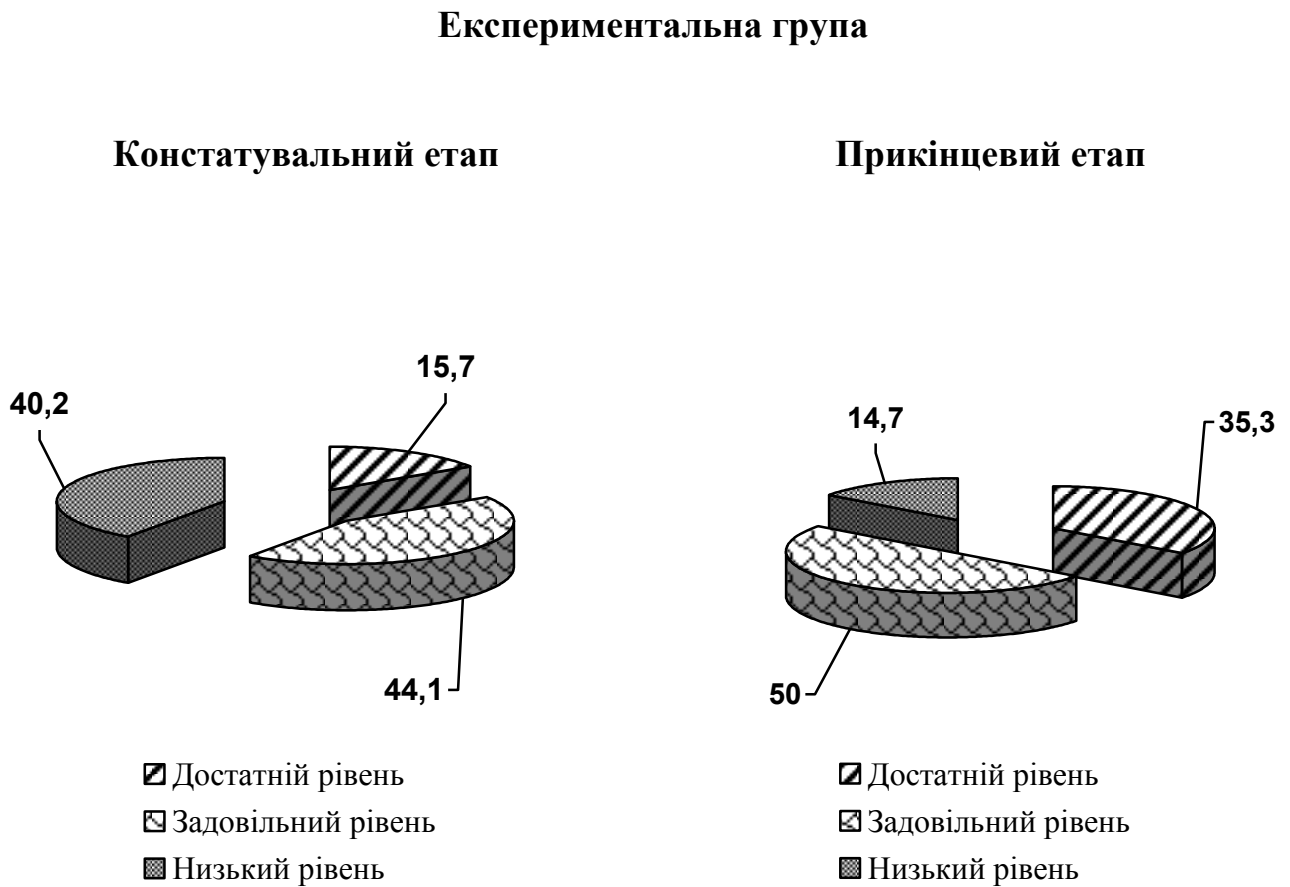 Експериментальна група
Констатувальний етап
Прикінцевий етап
15,7
40,2
44,1
14,7
35,3
50
Достатній рівень
Задовільний рівень
Низький рівень
Достатній рівень
Задовільний рівень
Низький рівень